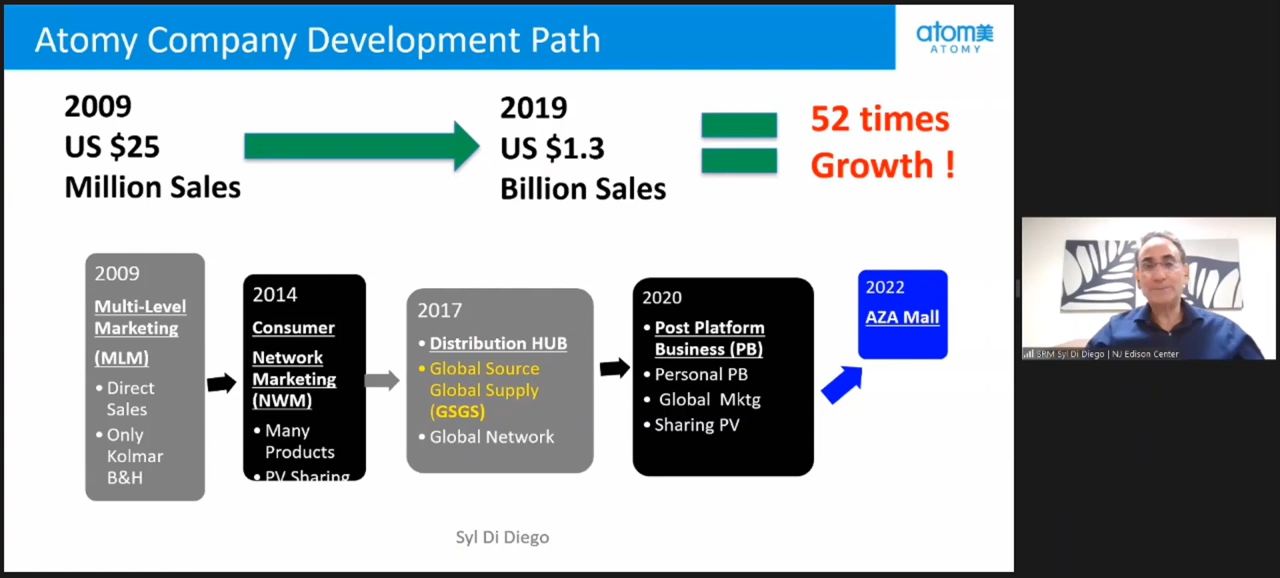 Atomy Company Development Path
atom美
ATOMY
2009
US $25
Million Sales
2019
US $1.3
Billion Sales
52 times
Growth !
2009
Multi-Level
Marketing
(MLM)
• Direct
Sales
• Only
Kolmar
B&H
2014
Consumer
Network
Marketing
(NWM)
• Many
Products
• PV Sharing
2017
• Distribution HUB
• Global Source
Global Supply
(GSGS)
• Global Network
2020
• Post Platform
Business (PB)
• Personal PB
• Global Mktg
• Sharing PV
2022
AZA Mall
Syl Di Diego
SRM Syl Di Diego | NJ Edison Center